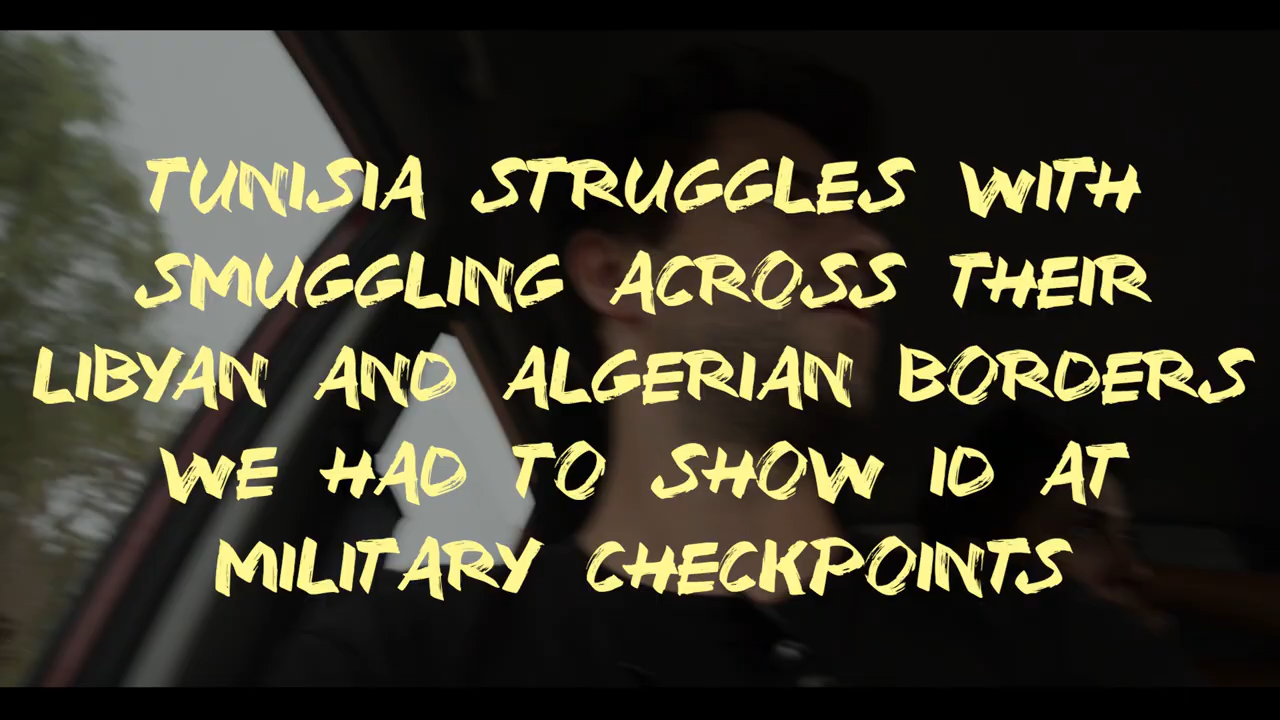 TUNISIA STRUGGLES WITH
SMUGGLING ACROSS THEIR
LIBYAN AND ALGERIAN BORDERS
WE HAD TO SHOW ID AT
MILITARY CHECKPOINTS